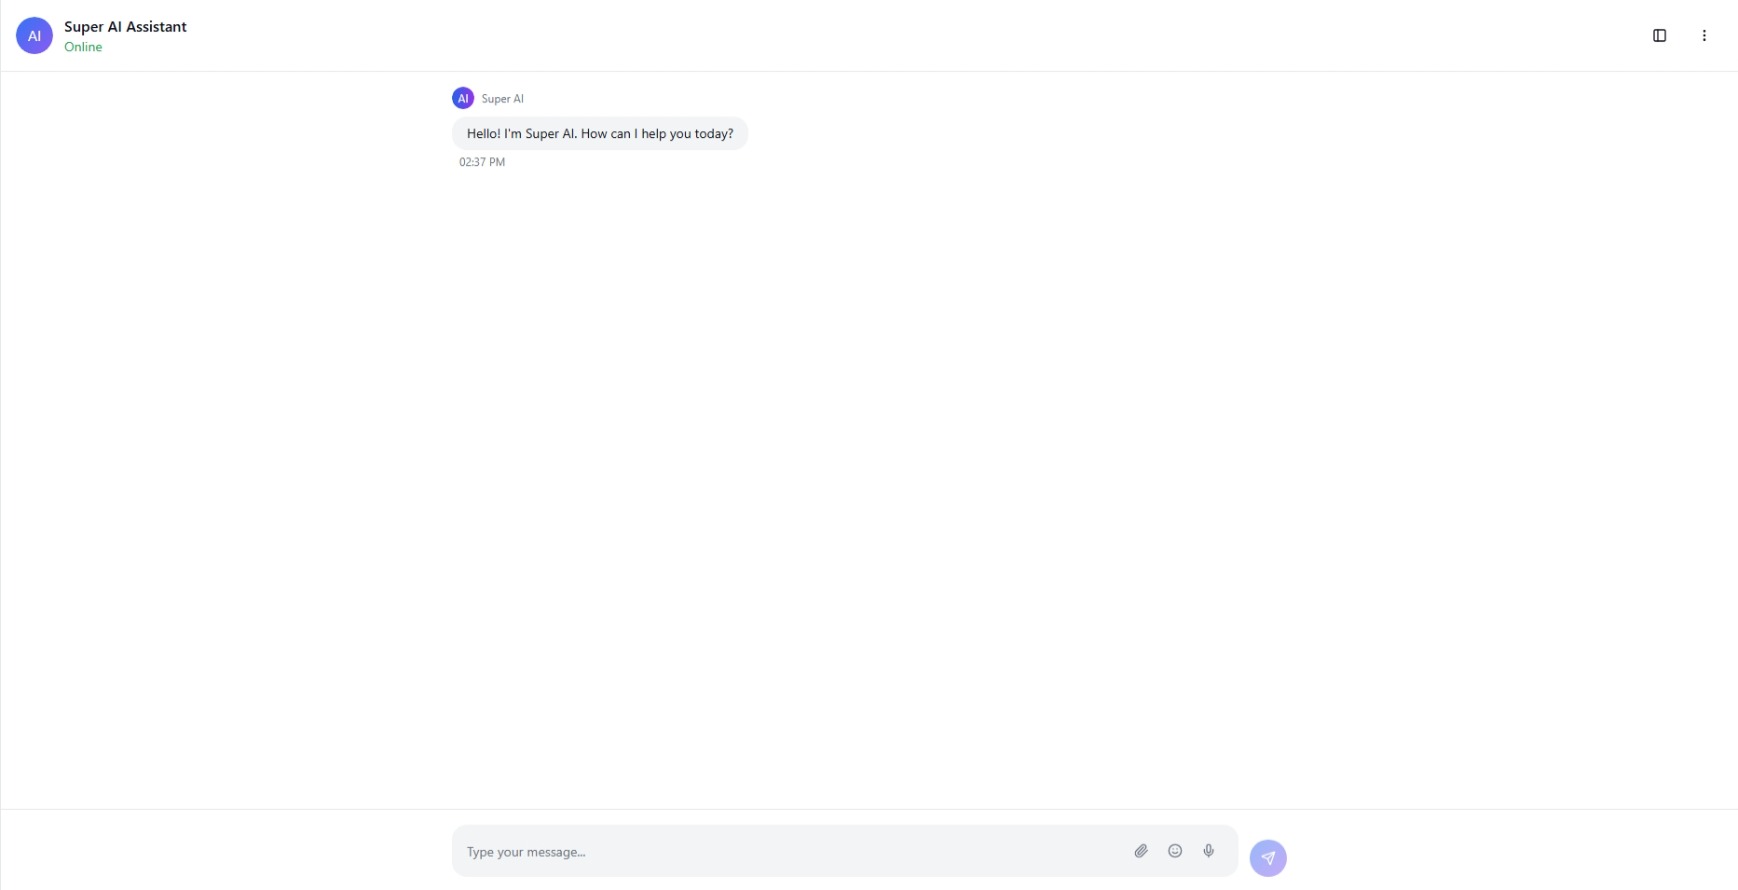 AI
Super AI Assistant
Online
AI
Super AI
Hello! I'm Super AI. How can I help you today?
02:37 PM
Type your message...